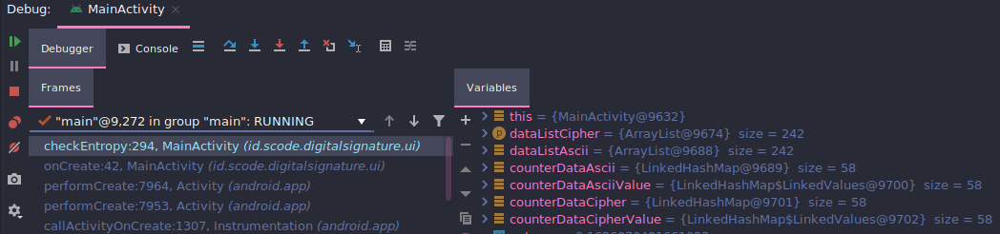 Debug: MainActivity
Debugger Console
Frames
Variables
"main"@9,272 in group "main": RUNNING
checkEntropy:294, MainActivity (id.scode.digitalsignature.ui)
onCreate:42, MainActivity (id.scode.digitalsignature.ui)
performCreate:7964, Activity (android.app)
performCreate:7953, Activity (android.app)
callActivityOnCreate:1307, Instrumentation (android.app)
this = {MainActivity@9632}
dataListCipher = {ArrayList@9674} size = 242
dataListAscii = {ArrayList@9688} size = 242
counterDataAscii = {LinkedHashMap@9689} size = 58
counterDataAsciiValue = {LinkedHashMap$LinkedValues@9700} size = 58
counterDataCipher = {LinkedHashMap@9701} size = 58
counterDataCipherValue = {LinkedHashMap$LinkedValues@9702} size = 58